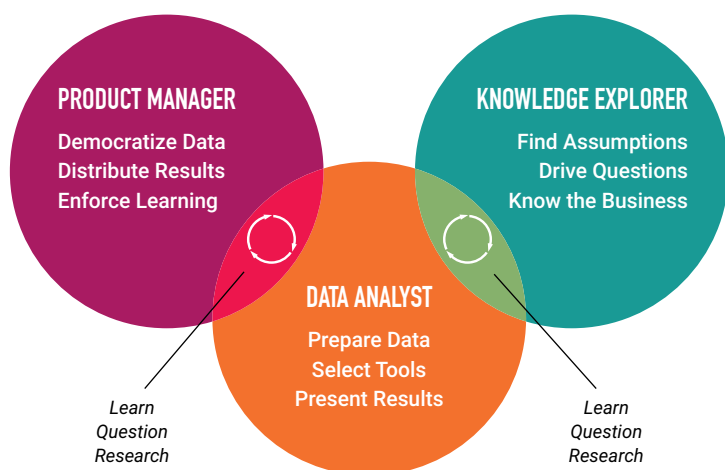 PRODUCT MANAGER
Democratize Data
Distribute Results
Enforce Learning
KNOWLEDGE EXPLORER
Find Assumptions
Drive Questions
Know the Business
DATA ANALYST
Prepare Data
Select Tools
Present Results
Learn
Question
Research
Learn
Question
Research